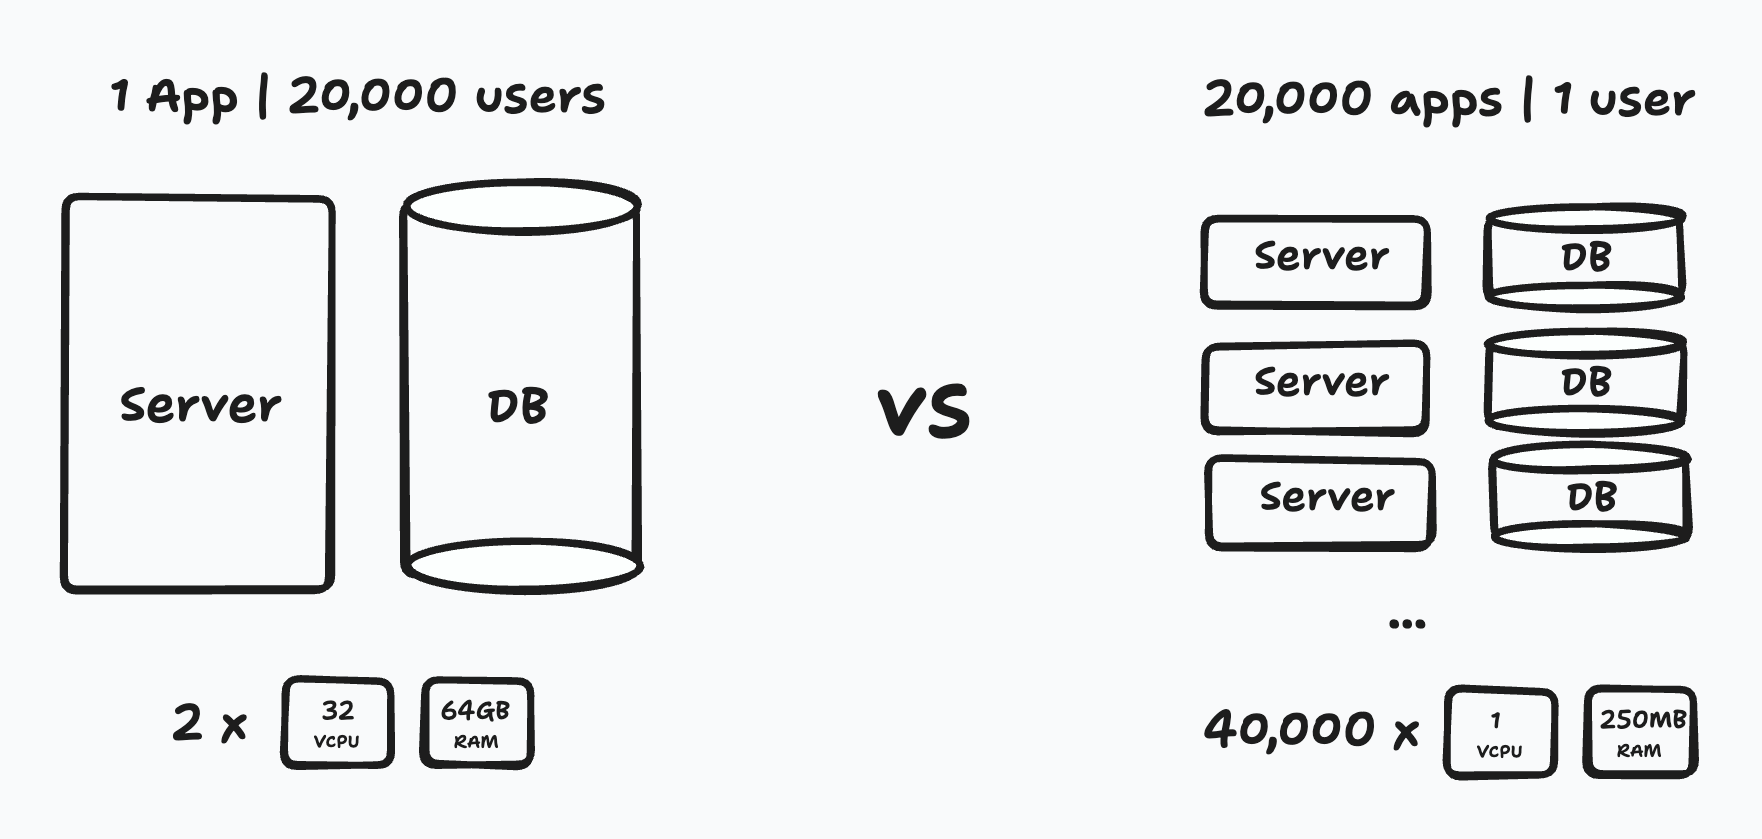 1 App | 20,000 users
Server
DB
2 x
32
VCPU
64GB
RAM
vs
20,000 apps | 1 user
Server
DB
Server
DB
Server
DB
...
40,000 x
1
VCPU
250MB
RAM